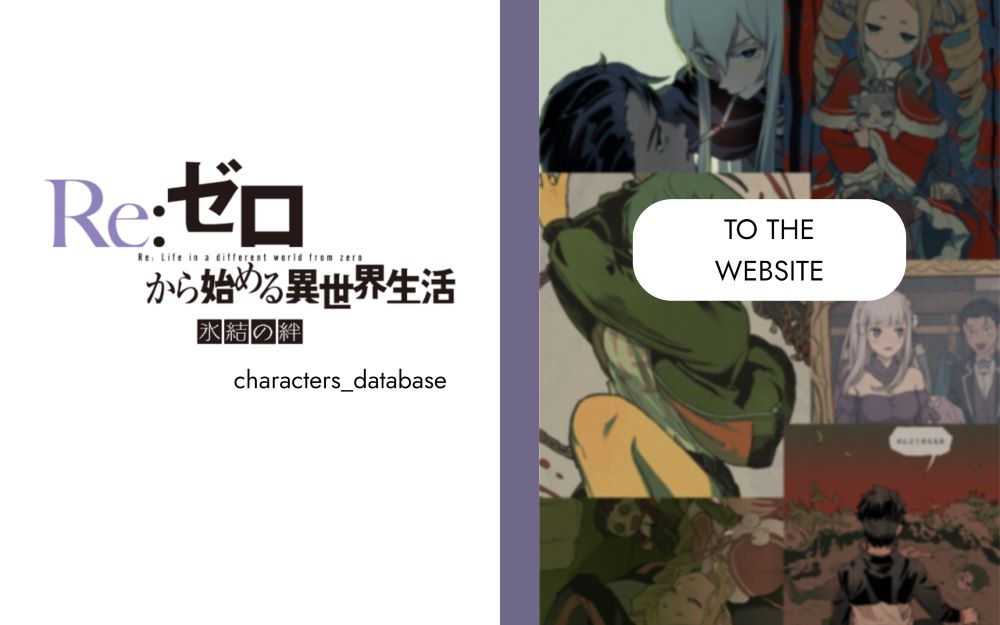 Re:ゼロ
Re: Life in a different world from zero
から始める異世界生活
氷結の絆
characters_database
TO THE
WEBSITE